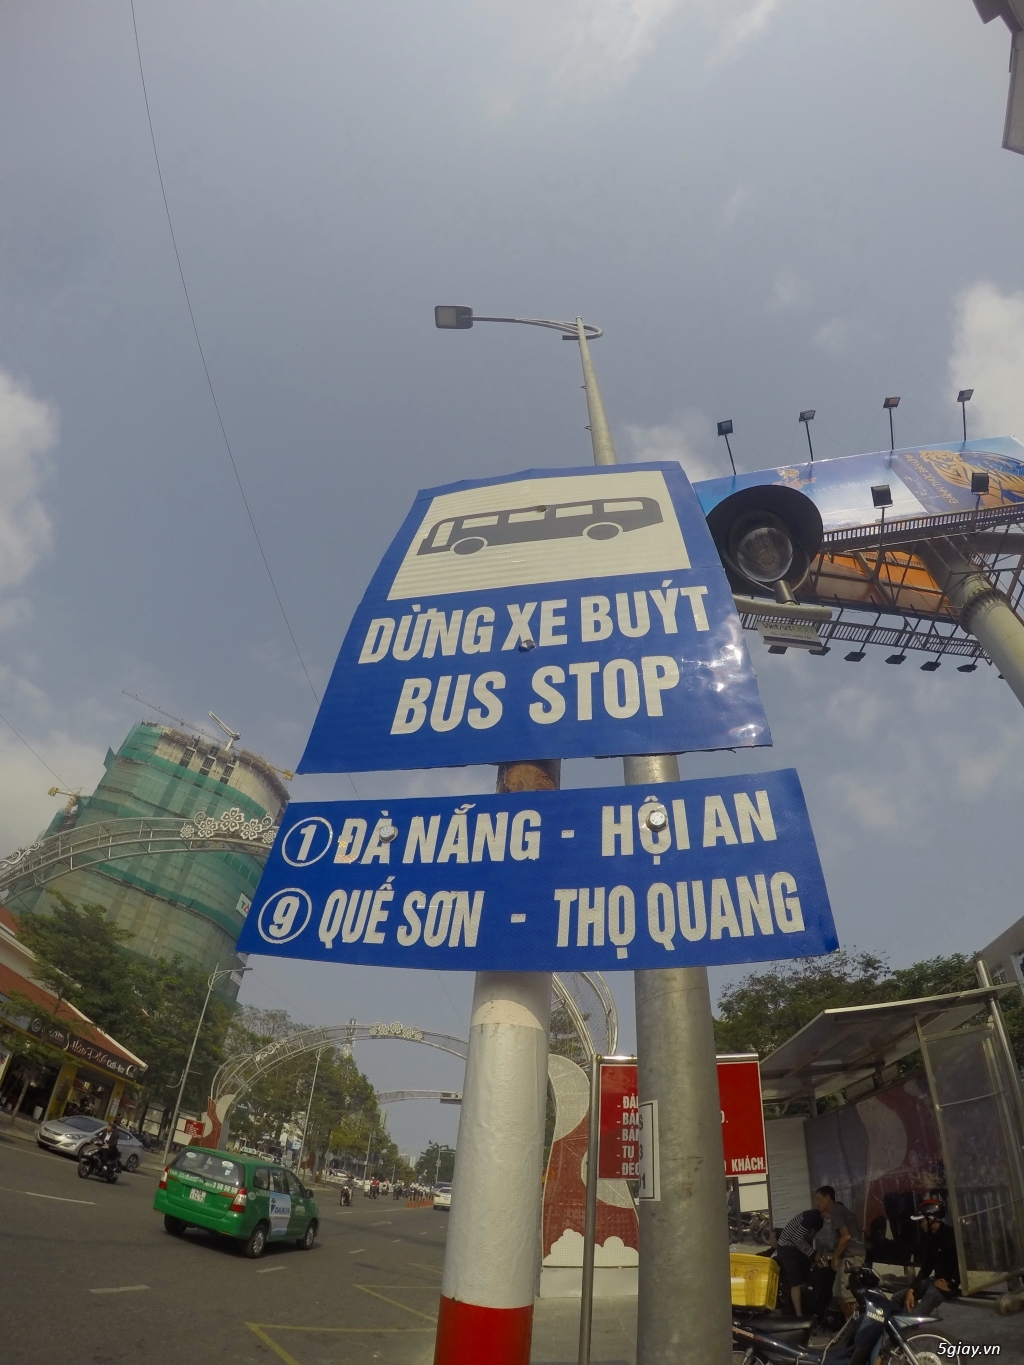 DỪNG XE BUÝT
BUS STOP
1 ĐÀ NẴNG - HỘI AN
9 QUẾ SƠN - THỌ QUANG
KHÁCH.
5giay.vn